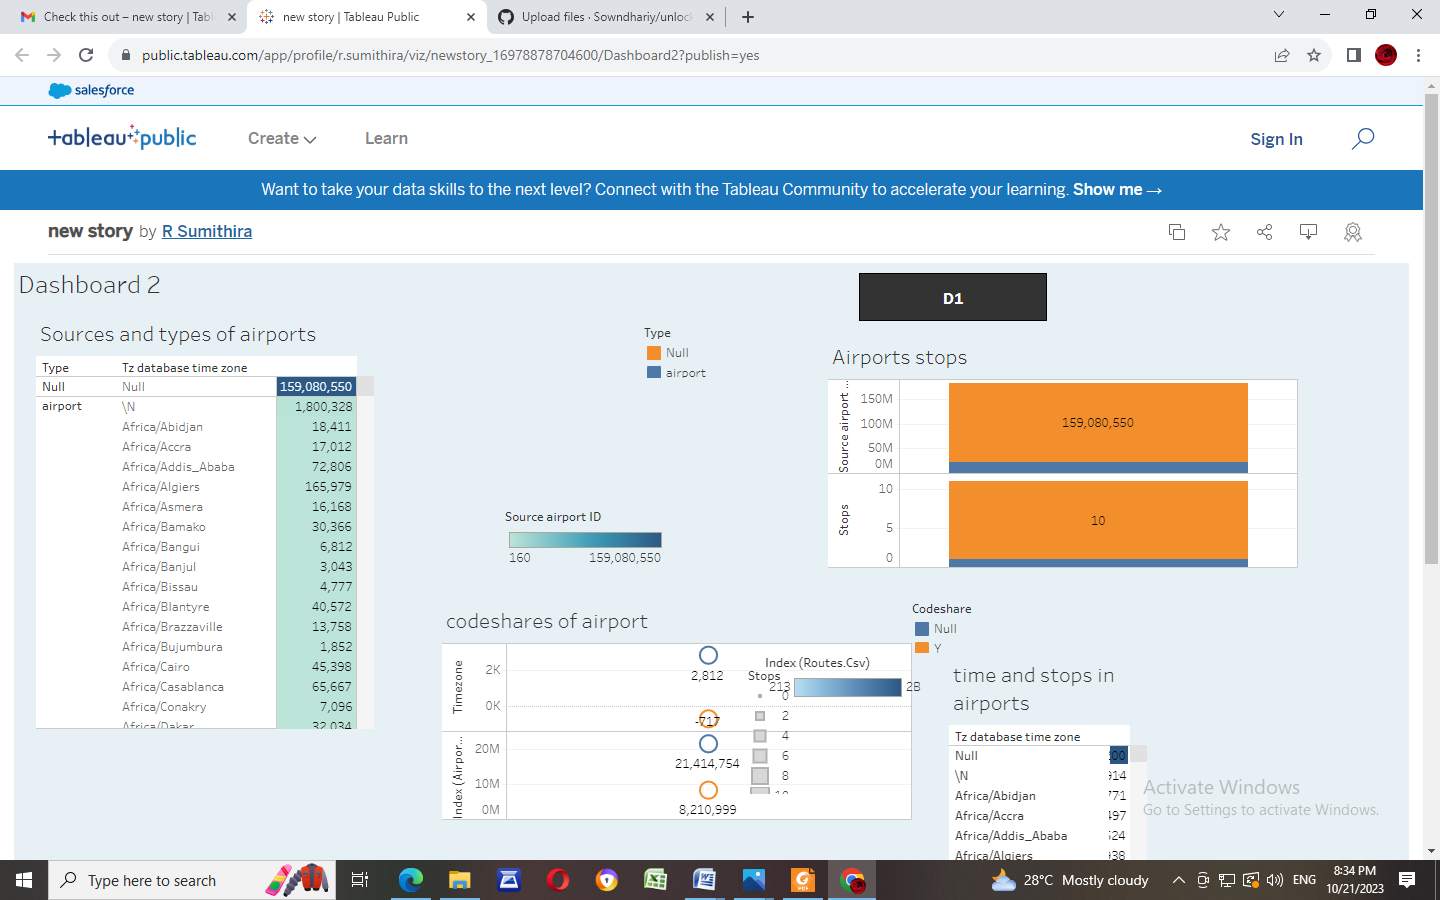 Check this out – new story | Tabl
new story | Tableau Public
Upload files · Sowndhariy/unloc
public.tableau.com/app/profile/r.sumithira/viz/newstory_16978878704600/Dashboard2?publish=yes
salesforce
+ableau+public
Create
Learn
Sign In
Want to take your data skills to the next level? Connect with the Tableau Community to accelerate your learning. Show me →
new story by R Sumithira
Dashboard 2
D1
Sources and types of airports
Type
Null
airport
Airports stops
Type Tz database time zone
Null Null 159,080,550
airport \N 1,800,328
Africa/Abidjan 18,411
Africa/Accra 17,012
Africa/Addis_Ababa 72,806
Africa/Algiers 165,979
Africa/Asmera 16,168
Africa/Bamako 30,366
Africa/Bangui 6,812
Africa/Banjul 3,043
Africa/Bissau 4,777
Africa/Blantyre 40,572
Africa/Brazzaville 13,758
Africa/Bujumbura 1,852
Africa/Cairo 45,398
Africa/Casablanca 65,667
Africa/Conakry 7,096
Africa/Dakar 32,034
Source airport ...
150M
100M
50M
0M
159,080,550
Stops
10
5
0
10
Source airport ID
160 159,080,550
codeshares of airport
Timezone
2K
0K
2,812
-717
Index (Airpor...
20M
10M
0M
21,414,754
8,210,999
Index (Routes.Csv)
213 2B
Stops
0
2
4
6
8
10
Codeshare
Null
Y
time and stops in
airports
Tz database time zone
Null
\N 914
Africa/Abidjan 771
Africa/Accra 497
Africa/Addis_Ababa
Africa/Algiers
Activate Windows
Go to Settings to activate Windows.
Type here to search
28°C Mostly cloudy
ENG
8:34 PM
10/21/2023